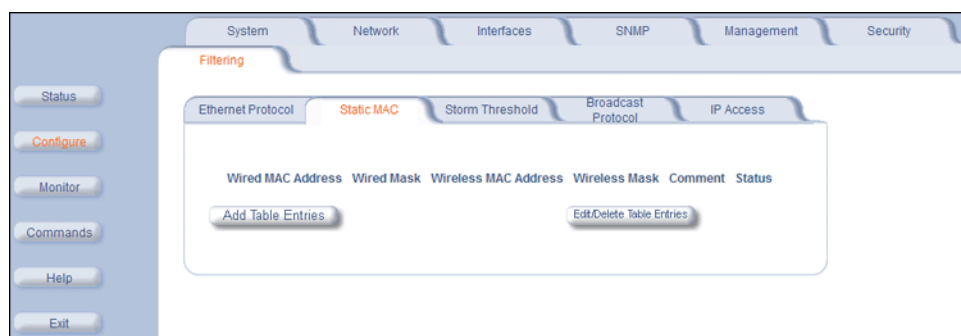 System Network Interfaces SNMP Management Security
Filtering
Status
Configure
Monitor
Commands
Help
Exit
Ethernet Protocol Static MAC Storm Threshold Broadcast Protocol IP Access
Wired MAC Address Wired Mask Wireless MAC Address Wireless Mask Comment Status
Add Table Entries Edit/Delete Table Entries